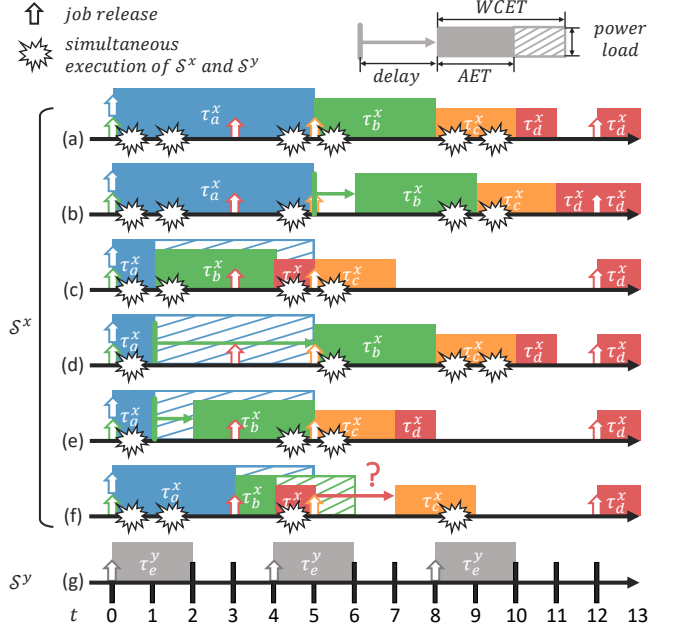 job release
simultaneous
execution of 𝒮ˣ and 𝒮ʸ
WCET
power
load
delay
AET
𝒮ˣ
(a) τₐˣ τ_bˣ τ_cˣ τ_dˣ τ_dˣ
(b) τₐˣ τ_bˣ τ_cˣ τ_dˣ τ_dˣ
(c) τₐˣ τ_bˣ τˣ τ_cˣ τ_dˣ
(d) τₐˣ τ_bˣ τ_cˣ τ_dˣ τ_dˣ
(e) τₐˣ τ_bˣ τ_cˣ τ_dˣ τ_dˣ
(f) τₐˣ τ_bˣ τˣ ? τ_cˣ τ_dˣ
𝒮ʸ (g) τₑʸ τₑʸ τₑʸ
t 0 1 2 3 4 5 6 7 8 9 10 11 12 13